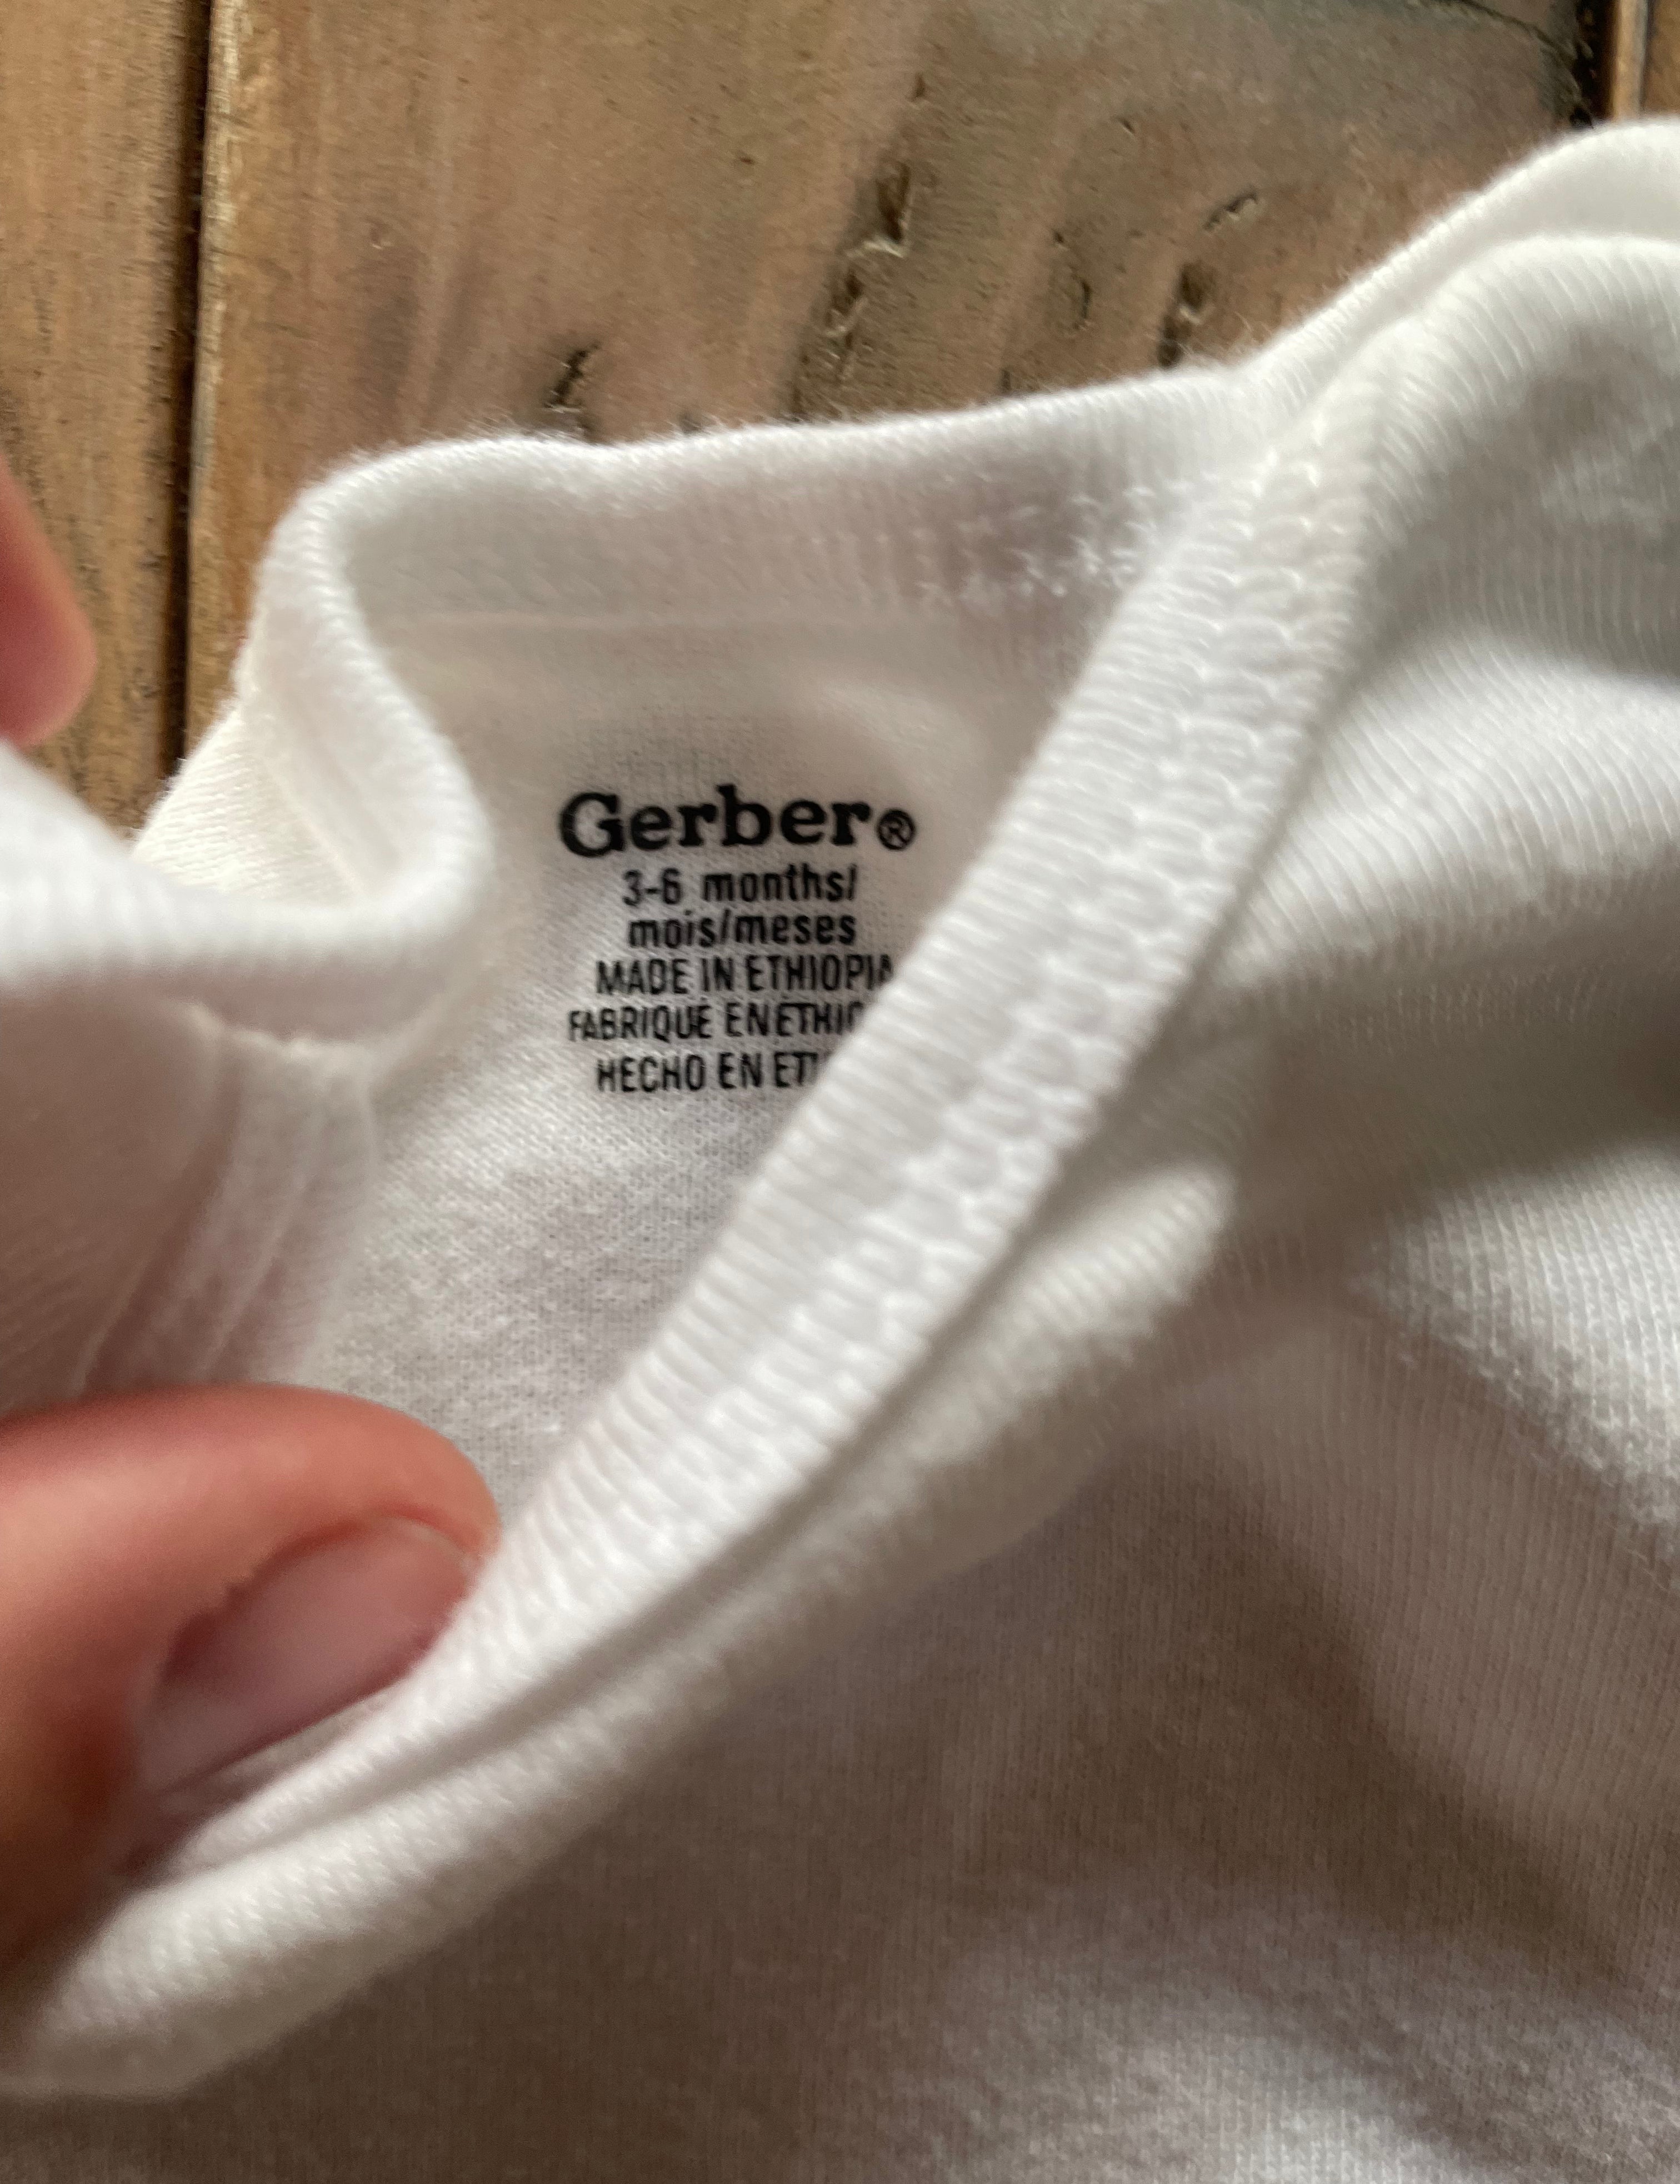 Gerber®
3-6 months/
mois/meses
MADE IN ETHIOPIA
FABRIQUÉ EN
HECHO EN